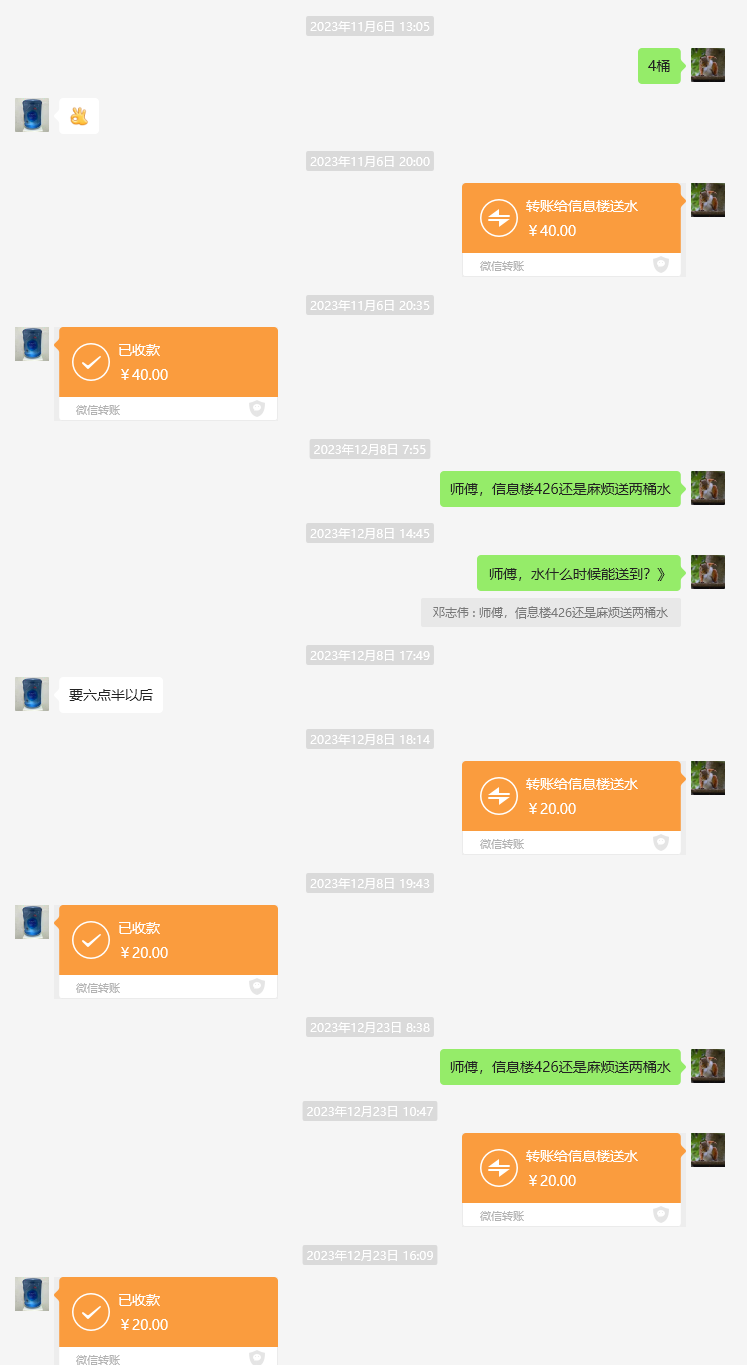 2023年11月6日 13:05
4桶
2023年11月6日 20:00
转账给信息楼送水
￥40.00
微信转账
2023年11月6日 20:35
已收款
￥40.00
微信转账
2023年12月8日 7:55
师傅，信息楼426还是麻烦送两桶水
2023年12月8日 14:45
师傅，水什么时候能送到？》
邓志伟 : 师傅，信息楼426还是麻烦送两桶水
2023年12月8日 17:49
要六点半以后
2023年12月8日 18:14
转账给信息楼送水
￥20.00
微信转账
2023年12月8日 19:43
已收款
￥20.00
微信转账
2023年12月23日 8:38
师傅，信息楼426还是麻烦送两桶水
2023年12月23日 10:47
转账给信息楼送水
￥20.00
微信转账
2023年12月23日 16:09
已收款
￥20.00
微信转账